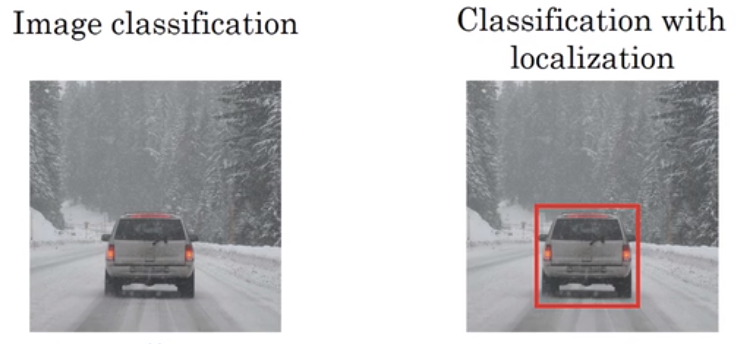 Image classification
Classification with
localization